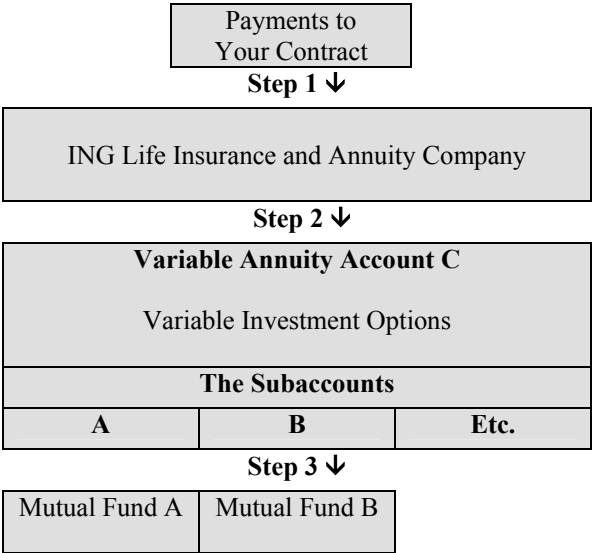 Payments to
Your Contract
Step 1 ↓
ING Life Insurance and Annuity Company
Step 2 ↓
Variable Annuity Account C
Variable Investment Options
The Subaccounts
A B Etc.
Step 3 ↓
Mutual Fund A Mutual Fund B